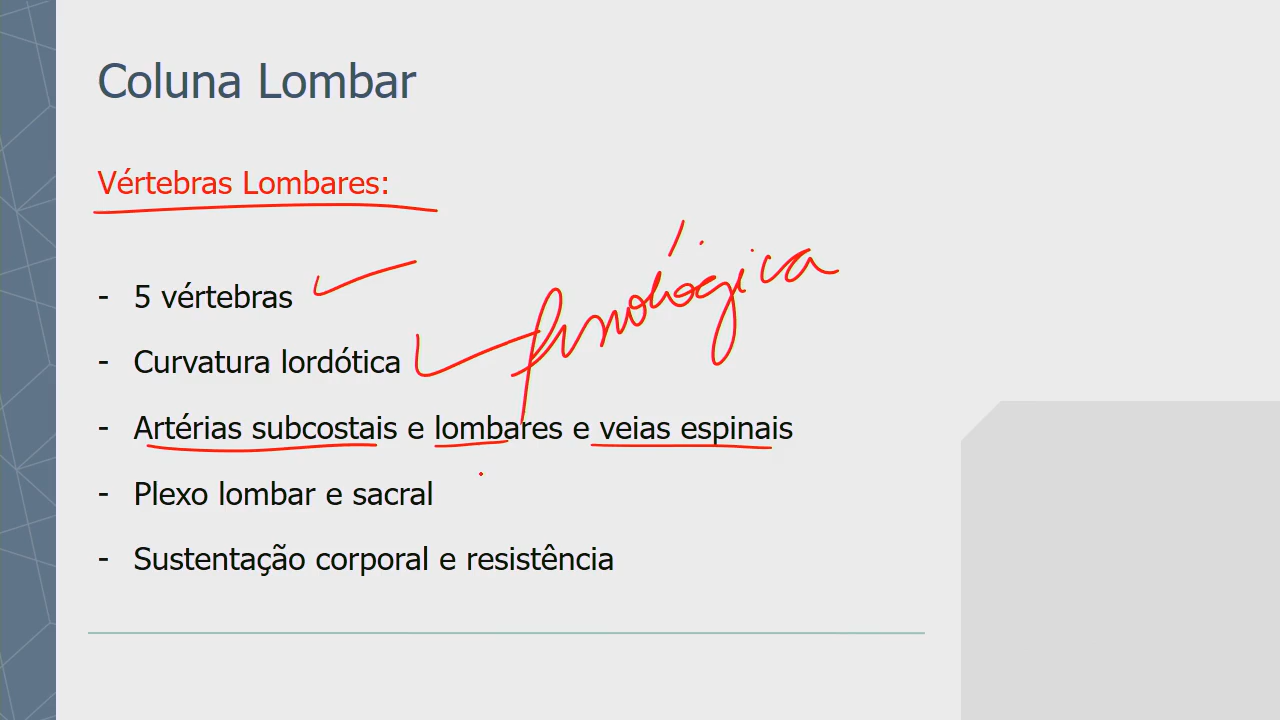 Coluna Lombar
Vértebras Lombares:
- 5 vértebras
- Curvatura lordótica
- Artérias subcostais e lombares e veias espinais
- Plexo lombar e sacral
- Sustentação corporal e resistência